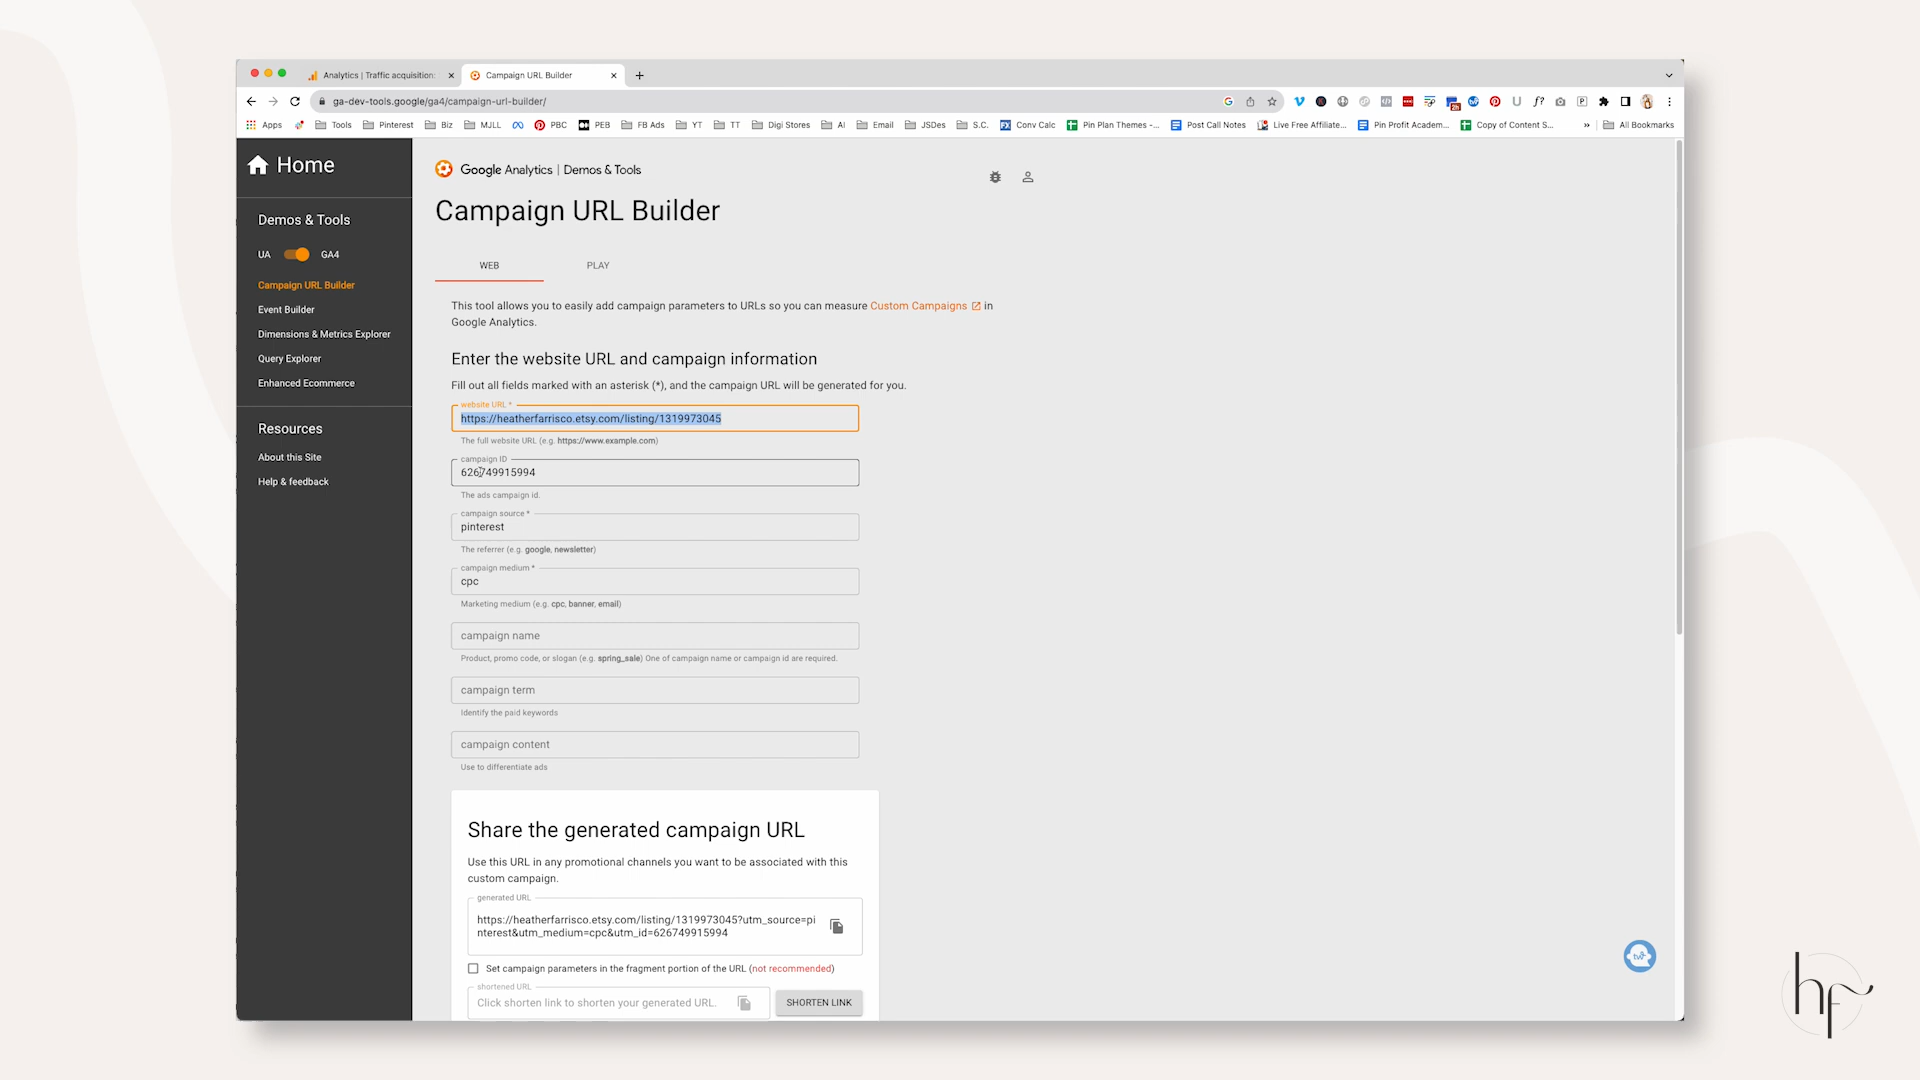 Analytics | Traffic acquisition:
Campaign URL Builder
ga-dev-tools.google/ga4/campaign-url-builder/
Apps Tools Pinterest Biz MJLL PBC PEB FB Ads YT TT Digi Stores AI Email JSDes S.C. Conv Calc Pin Plan Themes -... Post Call Notes Live Free Affiliate... Pin Profit Academ... Copy of Content S... » All Bookmarks
Home
Demos & Tools
UA GA4
Campaign URL Builder
Event Builder
Dimensions & Metrics Explorer
Query Explorer
Enhanced Ecommerce
Resources
About this Site
Help & feedback
Google Analytics | Demos & Tools
Campaign URL Builder
WEB PLAY
This tool allows you to easily add campaign parameters to URLs so you can measure Custom Campaigns in
Google Analytics.
Enter the website URL and campaign information
Fill out all fields marked with an asterisk (*), and the campaign URL will be generated for you.
website URL *
https://heatherfarrisco.etsy.com/listing/1319973045
The full website URL (e.g. https://www.example.com)
campaign ID
626749915994
The ads campaign id.
campaign source *
pinterest
The referrer (e.g. google, newsletter)
campaign medium *
cpc
Marketing medium (e.g. cpc, banner, email)
campaign name
Product, promo code, or slogan (e.g. spring_sale) One of campaign name or campaign id are required.
campaign term
Identify the paid keywords
campaign content
Use to differentiate ads
Share the generated campaign URL
Use this URL in any promotional channels you want to be associated with this
custom campaign.
generated URL
https://heatherfarrisco.etsy.com/listing/1319973045?utm_source=pi
nterest&utm_medium=cpc&utm_id=626749915994
Set campaign parameters in the fragment portion of the URL (not recommended)
shortened URL
Click shorten link to shorten your generated URL.
SHORTEN LINK
hf